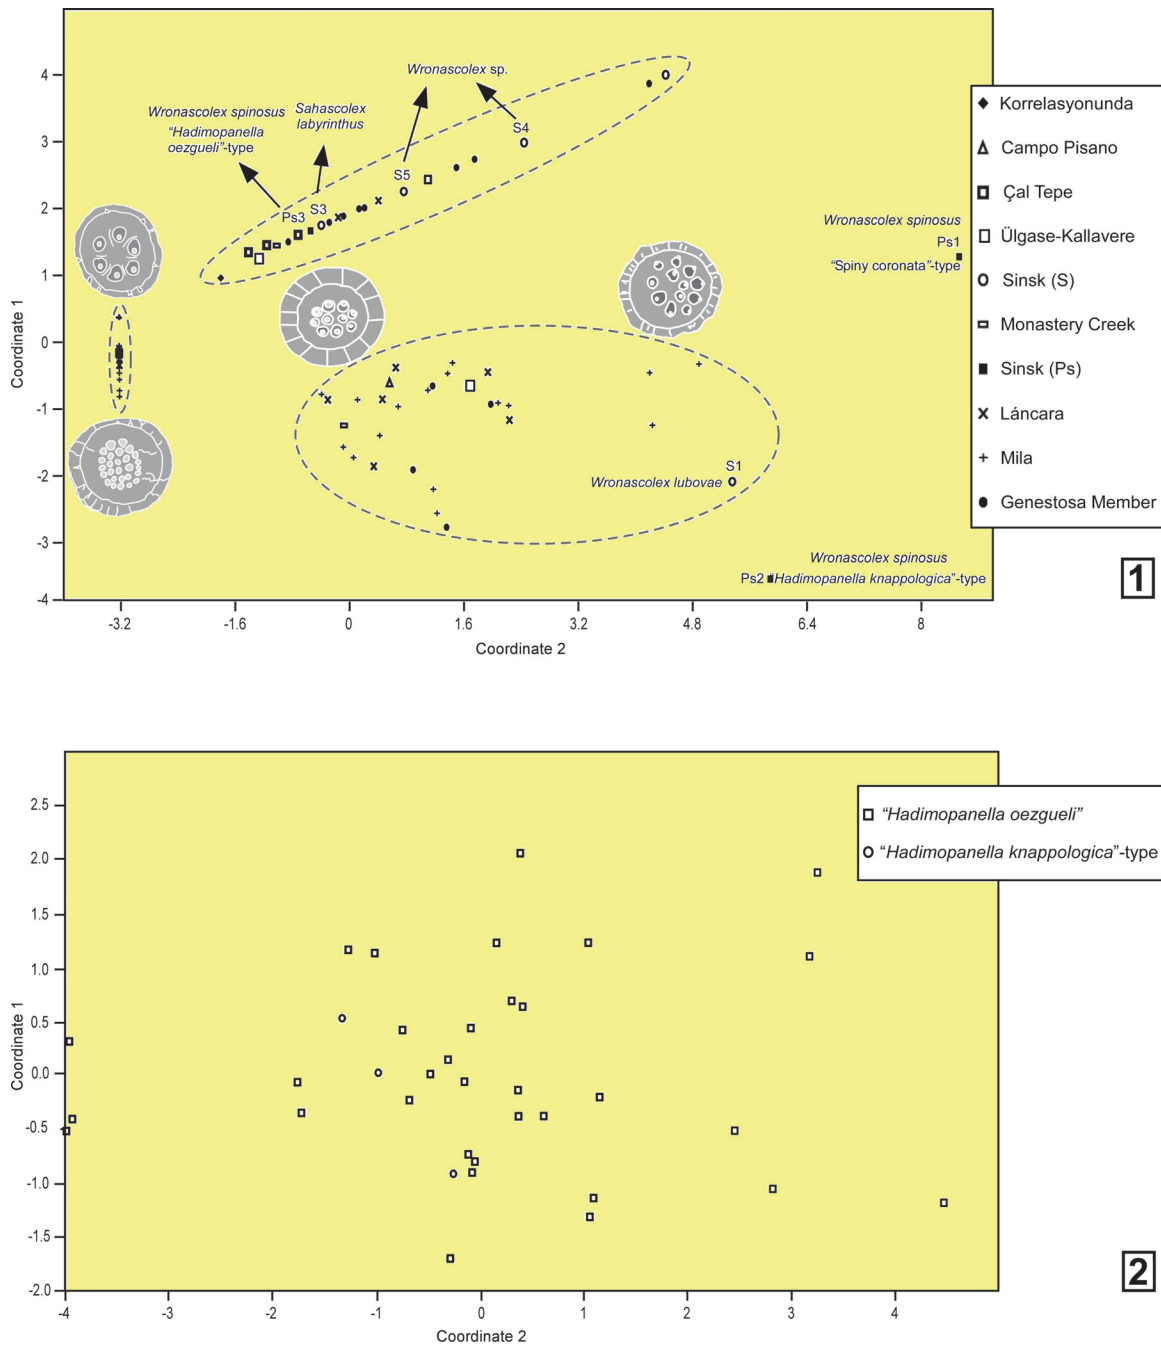 4
3
2
1
0
-1
-2
-3
-4
Coordinate 1
-3.2
-1.6
0
1.6
3.2
4.8
6.4
8
Coordinate 2
Wronascolex sp.
Wronascolex spinosus
“Hadimopanella
oezgueli”-type
Sahascolex
labyrinthus
S4
S5
S3
Ps3
Wronascolex spinosus
Ps1
“Spiny coronata”-type
S1
Wronascolex lubovae
Wronascolex spinosus
Ps2 “Hadimopanella knappologica”-type
Korrelasyonunda
Campo Pisano
Çal Tepe
Ülgase-Kallavere
Sinsk (S)
Monastery Creek
Sinsk (Ps)
Láncara
Mila
Genestosa Member
1
2.5
2.0
1.5
1.0
0.5
0.0
-0.5
-1.0
-1.5
-2.0
Coordinate 1
-4
-3
-2
-1
0
1
2
3
4
Coordinate 2
“Hadimopanella oezgueli”
“Hadimopanella knappologica”-type
2